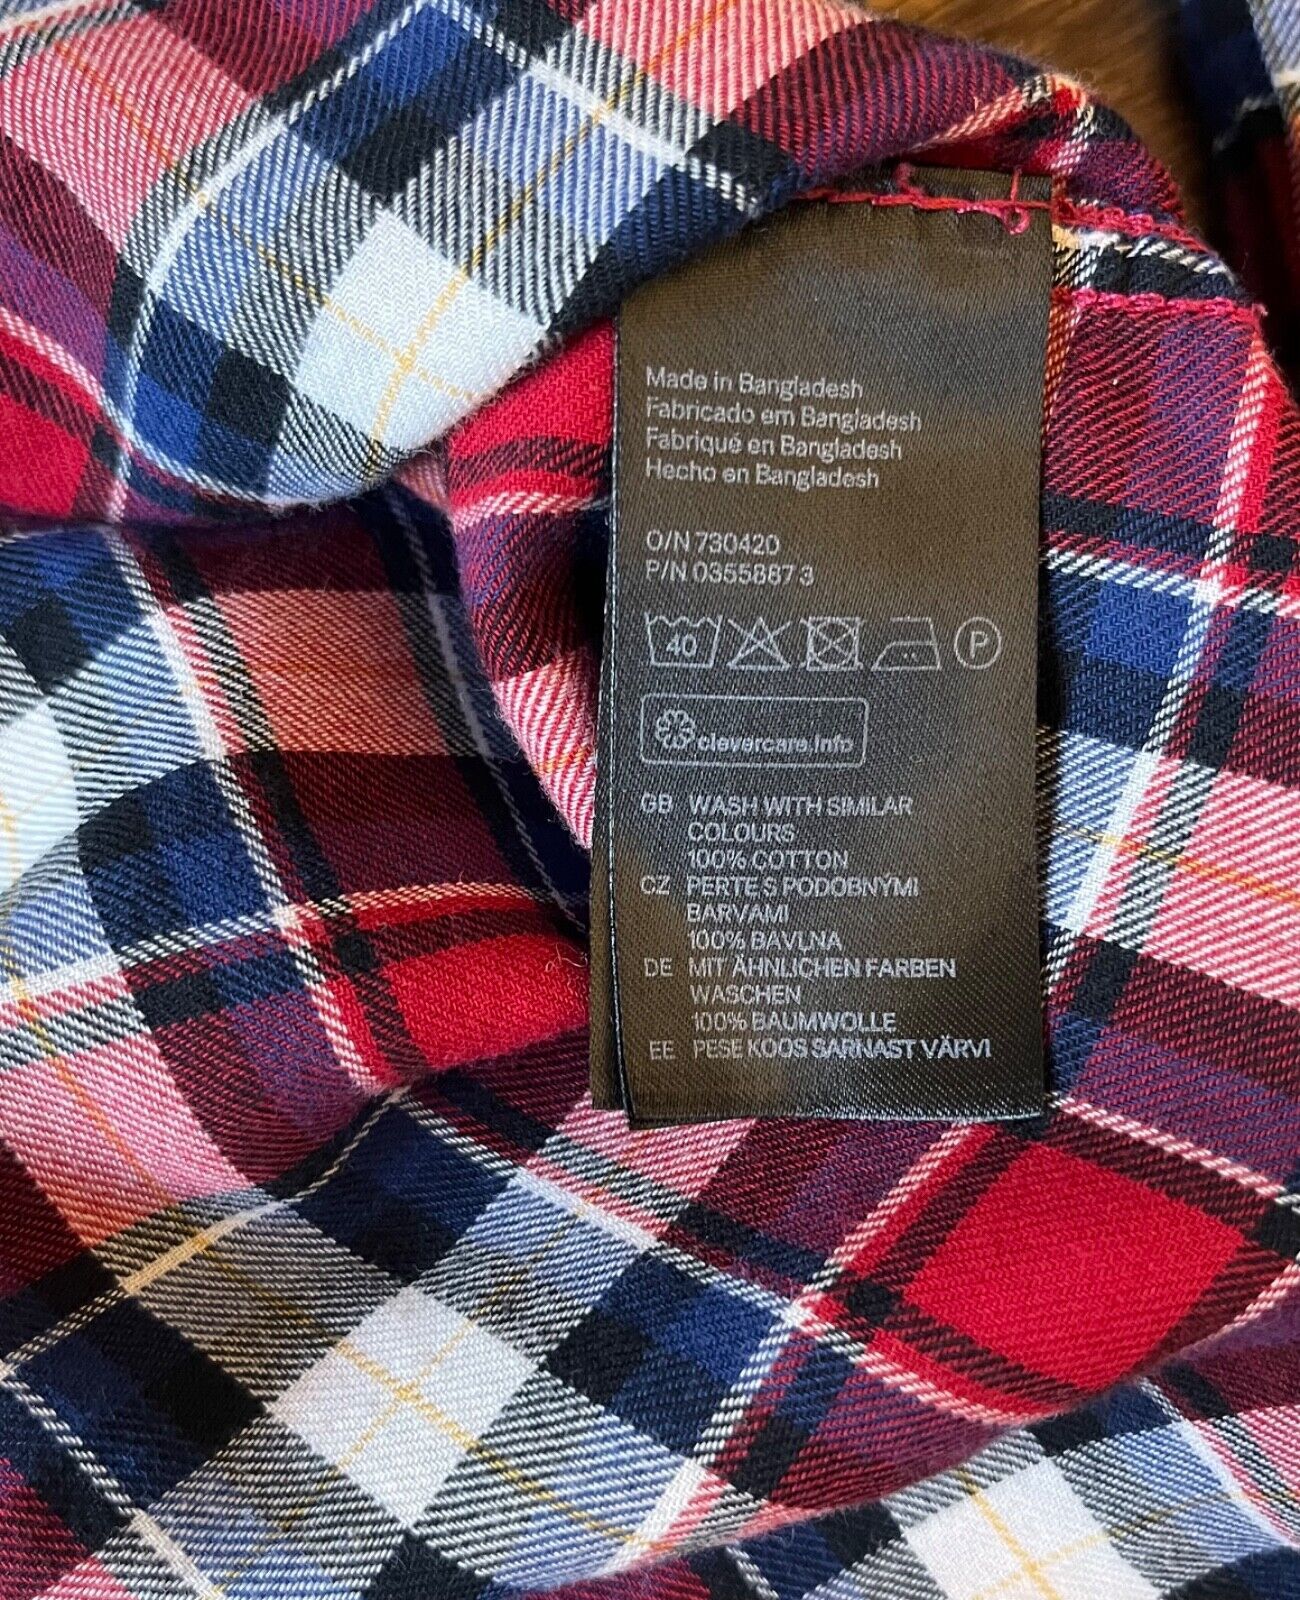 Made in Bangladesh
Fabricado em Bangladesh
Fabriqué en Bangladesh
Hecho en Bangladesh
O/N 730420
P/N 0355887 3
40 P
clevercare.info
GB WASH WITH SIMILAR
COLOURS
100% COTTON
CZ PERTE S PODOBNÝMI
BARVAMI
100% BAVLNA
DE MIT ÄHNLICHEN FARBEN
WASCHEN
100% BAUMWOLLE
EE PESE KOOS SARNAST VÄRVI